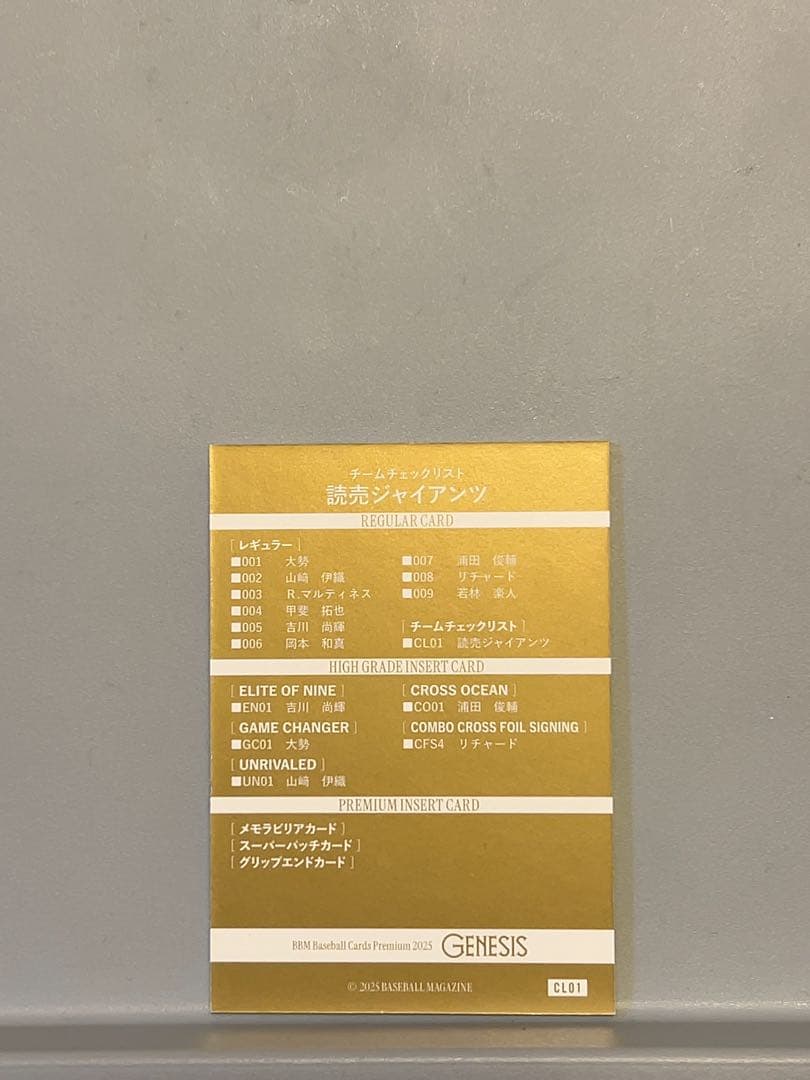 チームチェックリスト
読売ジャイアンツ
REGULAR CARD
[ レギュラー ]
■001 大勢
■002 山﨑 伊織
■003 R.マルティネス
■004 甲斐 拓也
■005 吉川 尚輝
■006 岡本 和真
■007 浦田 俊輔
■008 リチャード
■009 若林 楽人
[ チームチェックリスト ]
■CL01 読売ジャイアンツ
HIGH GRADE INSERT CARD
[ ELITE OF NINE ]
■EN01 吉川 尚輝
[ GAME CHANGER ]
■GC01 大勢
[ UNRIVALED ]
■UN01 山﨑 伊織
[ CROSS OCEAN ]
■CO01 浦田 俊輔
[ COMBO CROSS FOIL SIGNING ]
■CFS4 リチャード
PREMIUM INSERT CARD
[ メモラビリアカード ]
[ スーパーパッチカード ]
[ グリップエンドカード ]
BBM Baseball Cards Premium 2025 GENESIS
© 2025 BASEBALL MAGAZINE
CL01